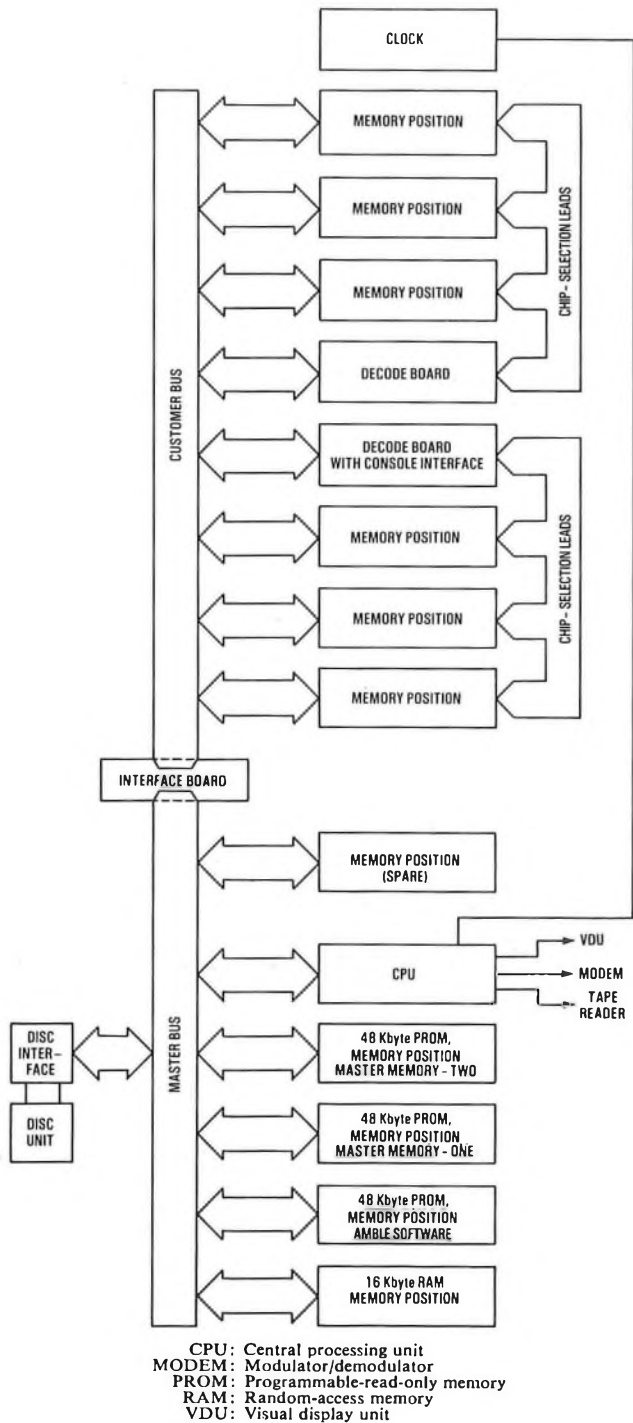 CLOCK
MEMORY POSITION
MEMORY POSITION
MEMORY POSITION
DECODE BOARD
CHIP-SELECTION LEADS
CUSTOMER BUS
DECODE BOARD
WITH CONSOLE INTERFACE
MEMORY POSITION
MEMORY POSITION
MEMORY POSITION
CHIP-SELECTION LEADS
INTERFACE BOARD
MEMORY POSITION
(SPARE)
CPU
VDU
MODEM
TAPE
READER
MASTER BUS
DISC
INTER-
FACE
DISC
UNIT
48 Kbyte PROM,
MEMORY POSITION
MASTER MEMORY - TWO
48 Kbyte PROM,
MEMORY POSITION
MASTER MEMORY - ONE
48 Kbyte PROM,
MEMORY POSITION
AMBLE SOFTWARE
16 Kbyte RAM
MEMORY POSITION
CPU: Central processing unit
MODEM: Modulator/demodulator
PROM: Programmable-read-only memory
RAM: Random-access memory
VDU: Visual display unit